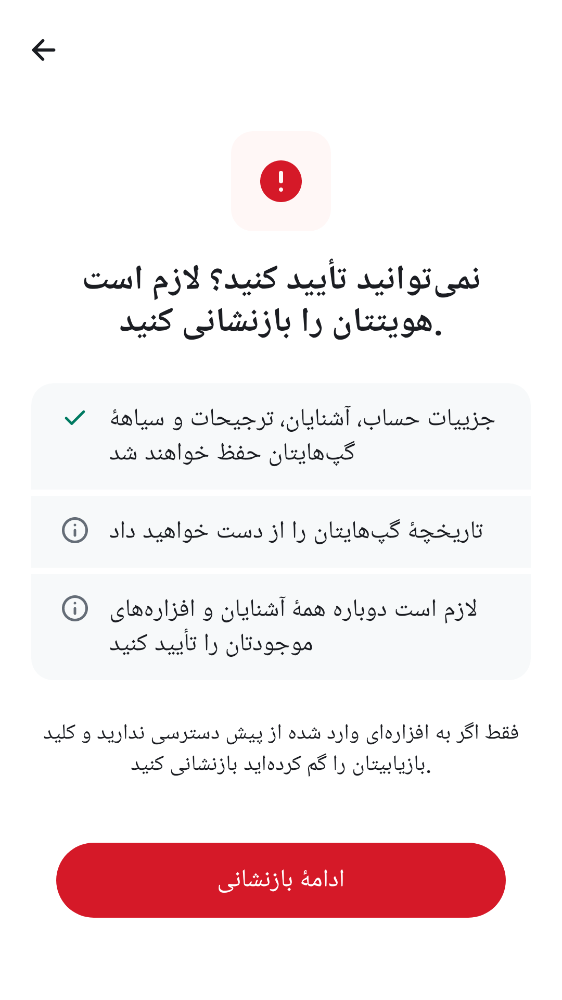 نمی‌توانید تأیید کنید؟ لازم است
هویتتان را بازنشانی کنید.
جزییات حساب، آشنایان، ترجیحات و سیاههٔ
گپ‌هایتان حفظ خواهند شد
تاریخچهٔ گپ‌هایتان را از دست خواهید داد
لازم است دوباره همهٔ آشنایان و افزاره‌های
موجودتان را تأیید کنید
فقط اگر به افزاره‌ای وارد شده از پیش دسترسی ندارید و کلید
بازیابیتان را گم کرده‌اید بازنشانی کنید.
ادامهٔ بازنشانی